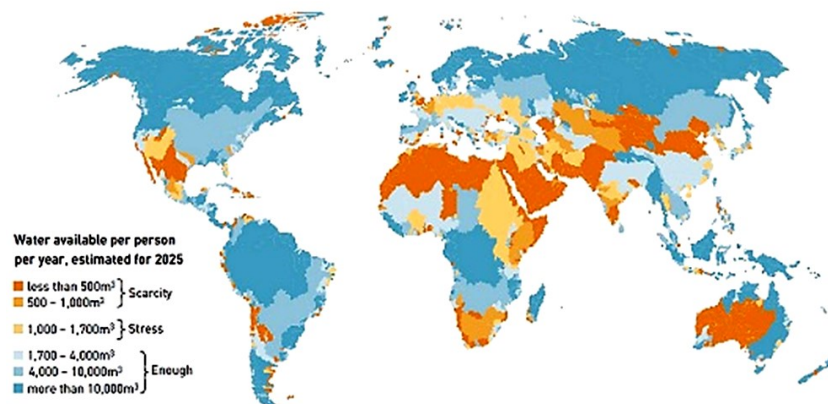 Water available per person
per year, estimated for 2025
less than 500m³
500 – 1,000m³
Scarcity
1,000 – 1,700m³
Stress
1,700 – 4,000m³
4,000 – 10,000m³
more than 10,000m³
Enough